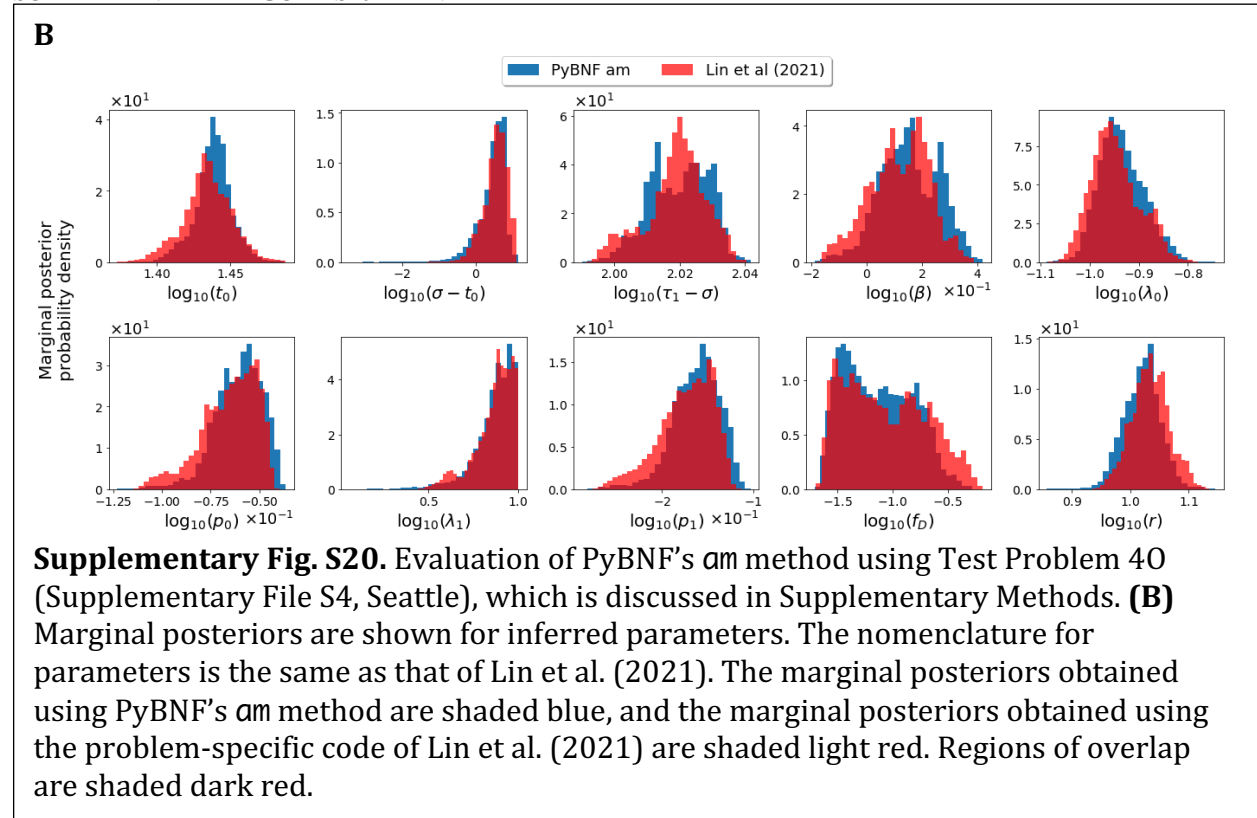 B
PyBNF am Lin et al (2021)
Marginal posterior
probability density
×10¹ ×10¹
4 1.5 6 4 7.5
2 1.0 4 2 5.0
0 0.5 2 0 2.5
0.0 0 0.0
1.40 1.45 −2 0 2.00 2.02 2.04 −2 0 2 4 −1.1 −1.0 −0.9 −0.8
log₁₀(t₀) log₁₀(σ − t₀) log₁₀(τ₁ − σ) log₁₀(β) ×10⁻¹ log₁₀(λ₀)
×10¹ ×10¹ ×10¹
3 4 1.5 1.0 1.5
2 2 1.0 0.5 1.0
1 0 0.5 0.0 0.5
0 0.0 0.0
−1.25 −1.00 −0.75 −0.50 0.5 1.0 −2 −1 −1.5 −1.0 −0.5 0.9 1.0 1.1
log₁₀(p₀) ×10⁻¹ log₁₀(λ₁) log₁₀(p₁) ×10⁻¹ log₁₀(f_D) log₁₀(r)
Supplementary Fig. S20. Evaluation of PyBNF’s am method using Test Problem 4O
(Supplementary File S4, Seattle), which is discussed in Supplementary Methods. (B)
Marginal posteriors are shown for inferred parameters. The nomenclature for
parameters is the same as that of Lin et al. (2021). The marginal posteriors obtained
using PyBNF’s am method are shaded blue, and the marginal posteriors obtained using
the problem-specific code of Lin et al. (2021) are shaded light red. Regions of overlap
are shaded dark red.